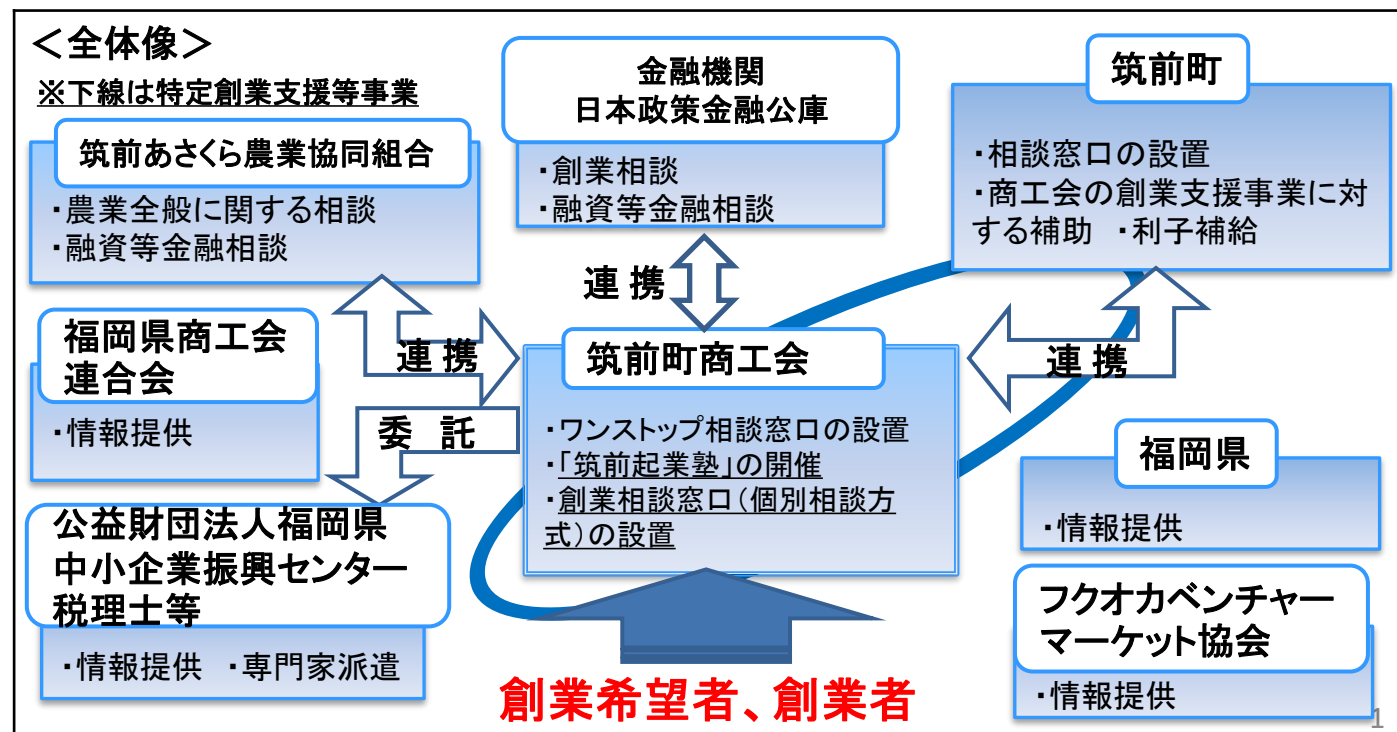 ＜全体像＞
※下線は特定創業支援等事業
筑前あさくら農業協同組合
・農業全般に関する相談
・融資等金融相談
金融機関
日本政策金融公庫
・創業相談
・融資等金融相談
筑前町
・相談窓口の設置
・商工会の創業支援事業に対
する補助　・利子補給
連 携
連 携
連 携
福岡県商工会
連合会
・情報提供
委 託
筑前町商工会
・ワンストップ相談窓口の設置
・「筑前起業塾」の開催
・創業相談窓口（個別相談方
式）の設置
福岡県
・情報提供
公益財団法人福岡県
中小企業振興センター
税理士等
・情報提供　・専門家派遣
フクオカベンチャー
マーケット協会
・情報提供
創業希望者、創業者
1